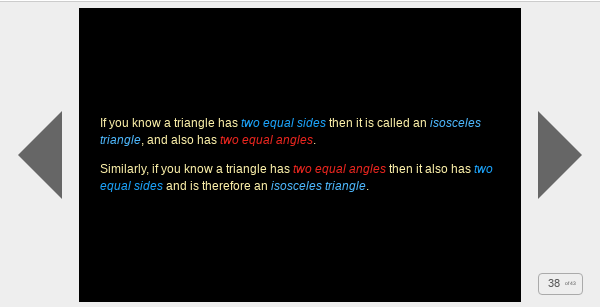 If you know a triangle has two equal sides then it is called an isosceles
triangle, and also has two equal angles.
Similarly, if you know a triangle has two equal angles then it also has two
equal sides and is therefore an isosceles triangle.
38 of 43